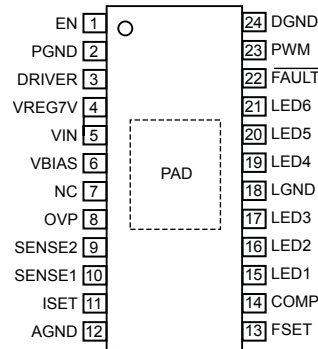 EN 1
PGND 2
DRIVER 3
VREG7V 4
VIN 5
VBIAS 6
NC 7
OVP 8
SENSE2 9
SENSE1 10
ISET 11
AGND 12
PAD
24 DGND
23 PWM
22 FAULT
21 LED6
20 LED5
19 LED4
18 LGND
17 LED3
16 LED2
15 LED1
14 COMP
13 FSET